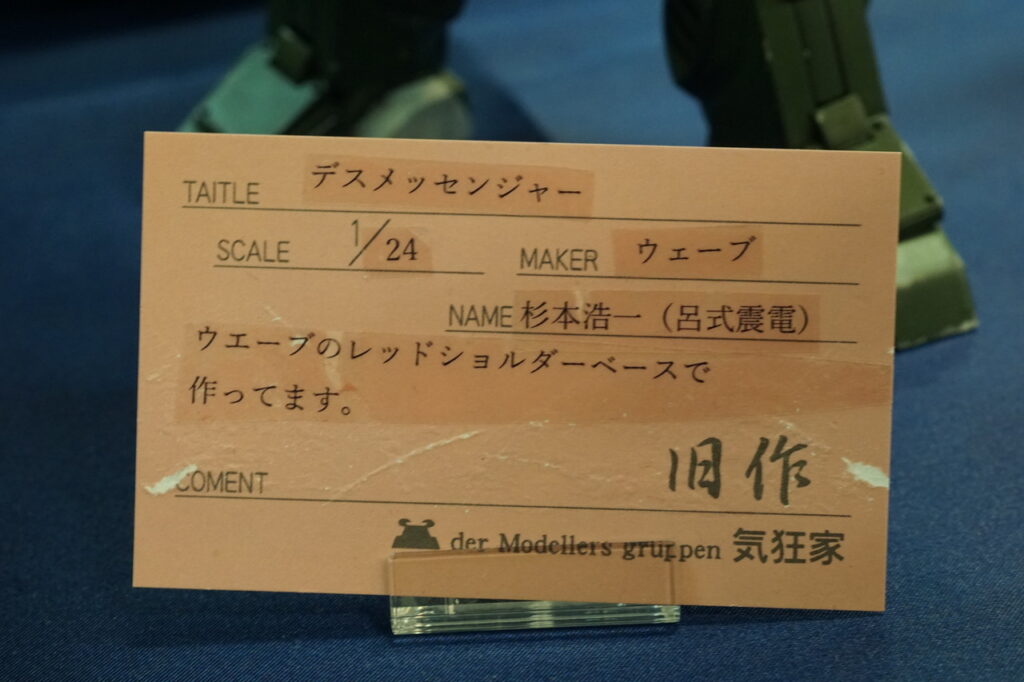 TAITLE デスメッセンジャー
SCALE 1/24 MAKER ウェーブ
NAME 杉本浩一（呂式震電）
ウエーブのレッドショルダーベースで
作ってます。
旧作
COMENT
der Modellers gruppen 気狂家